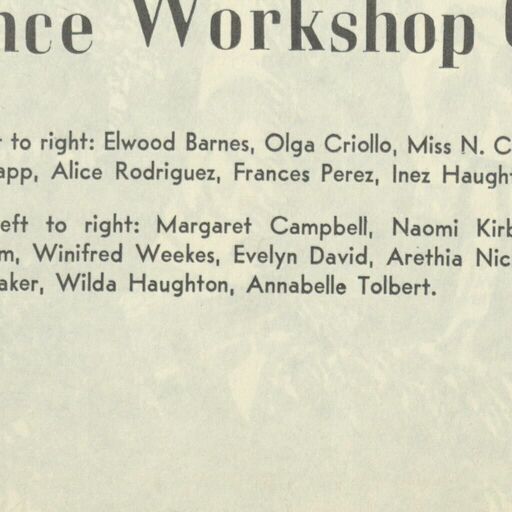 nce Workshop
to right: Elwood Barnes, Olga Criollo, Miss N. C
app, Alice Rodriguez, Frances Perez, Inez Haught
eft to right: Margaret Campbell, Naomi Kirb
m, Winifred Weekes, Evelyn David, Arethia Nic
aker, Wilda Haughton, Annabelle Tolbert.